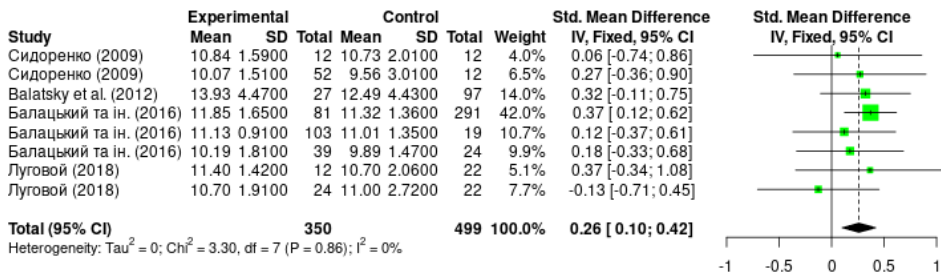 Experimental Control Std. Mean Difference Std. Mean Difference
Study Mean SD Total Mean SD Total Weight IV, Fixed, 95% CI IV, Fixed, 95% CI
Сидоренко (2009) 10.84 1.5900 12 10.73 2.0100 12 4.0% 0.06 [-0.74; 0.86]
Сидоренко (2009) 10.07 1.5100 52 9.56 3.0100 12 6.5% 0.27 [-0.36; 0.90]
Balatsky et al. (2012) 13.93 4.4700 27 12.49 4.4300 97 14.0% 0.32 [-0.11; 0.75]
Балацький та ін. (2016) 11.85 1.6500 81 11.32 1.3600 291 42.0% 0.37 [ 0.12; 0.62]
Балацький та ін. (2016) 11.13 0.9100 103 11.01 1.3500 19 10.7% 0.12 [-0.37; 0.61]
Балацький та ін. (2016) 10.19 1.8100 39 9.89 1.4700 24 9.9% 0.18 [-0.33; 0.68]
Луговой (2018) 11.40 1.4200 12 10.70 2.0600 22 5.1% 0.37 [-0.34; 1.08]
Луговой (2018) 10.70 1.9100 24 11.00 2.7200 22 7.7% -0.13 [-0.71; 0.45]
Total (95% CI) 350 499 100.0% 0.26 [ 0.10; 0.42]
Heterogeneity: Tau² = 0; Chi² = 3.30, df = 7 (P = 0.86); I² = 0%
-1 -0.5 0 0.5 1